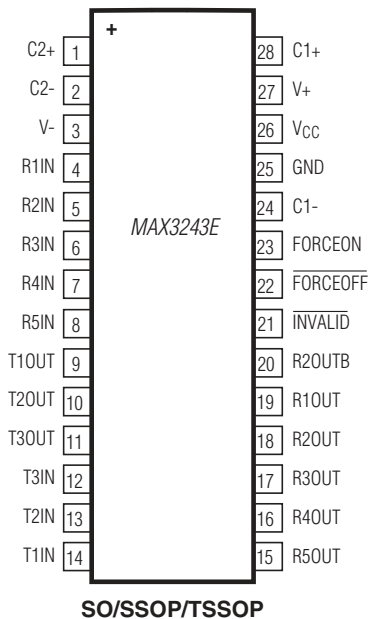 +
C2+ 1 28 C1+
C2- 2 27 V+
V- 3 26 VCC
R1IN 4 25 GND
R2IN 5 24 C1-
MAX3243E
R3IN 6 23 FORCEON
R4IN 7 22 FORCEOFF
R5IN 8 21 INVALID
T1OUT 9 20 R2OUTB
T2OUT 10 19 R1OUT
T3OUT 11 18 R2OUT
T3IN 12 17 R3OUT
T2IN 13 16 R4OUT
T1IN 14 15 R5OUT
SO/SSOP/TSSOP